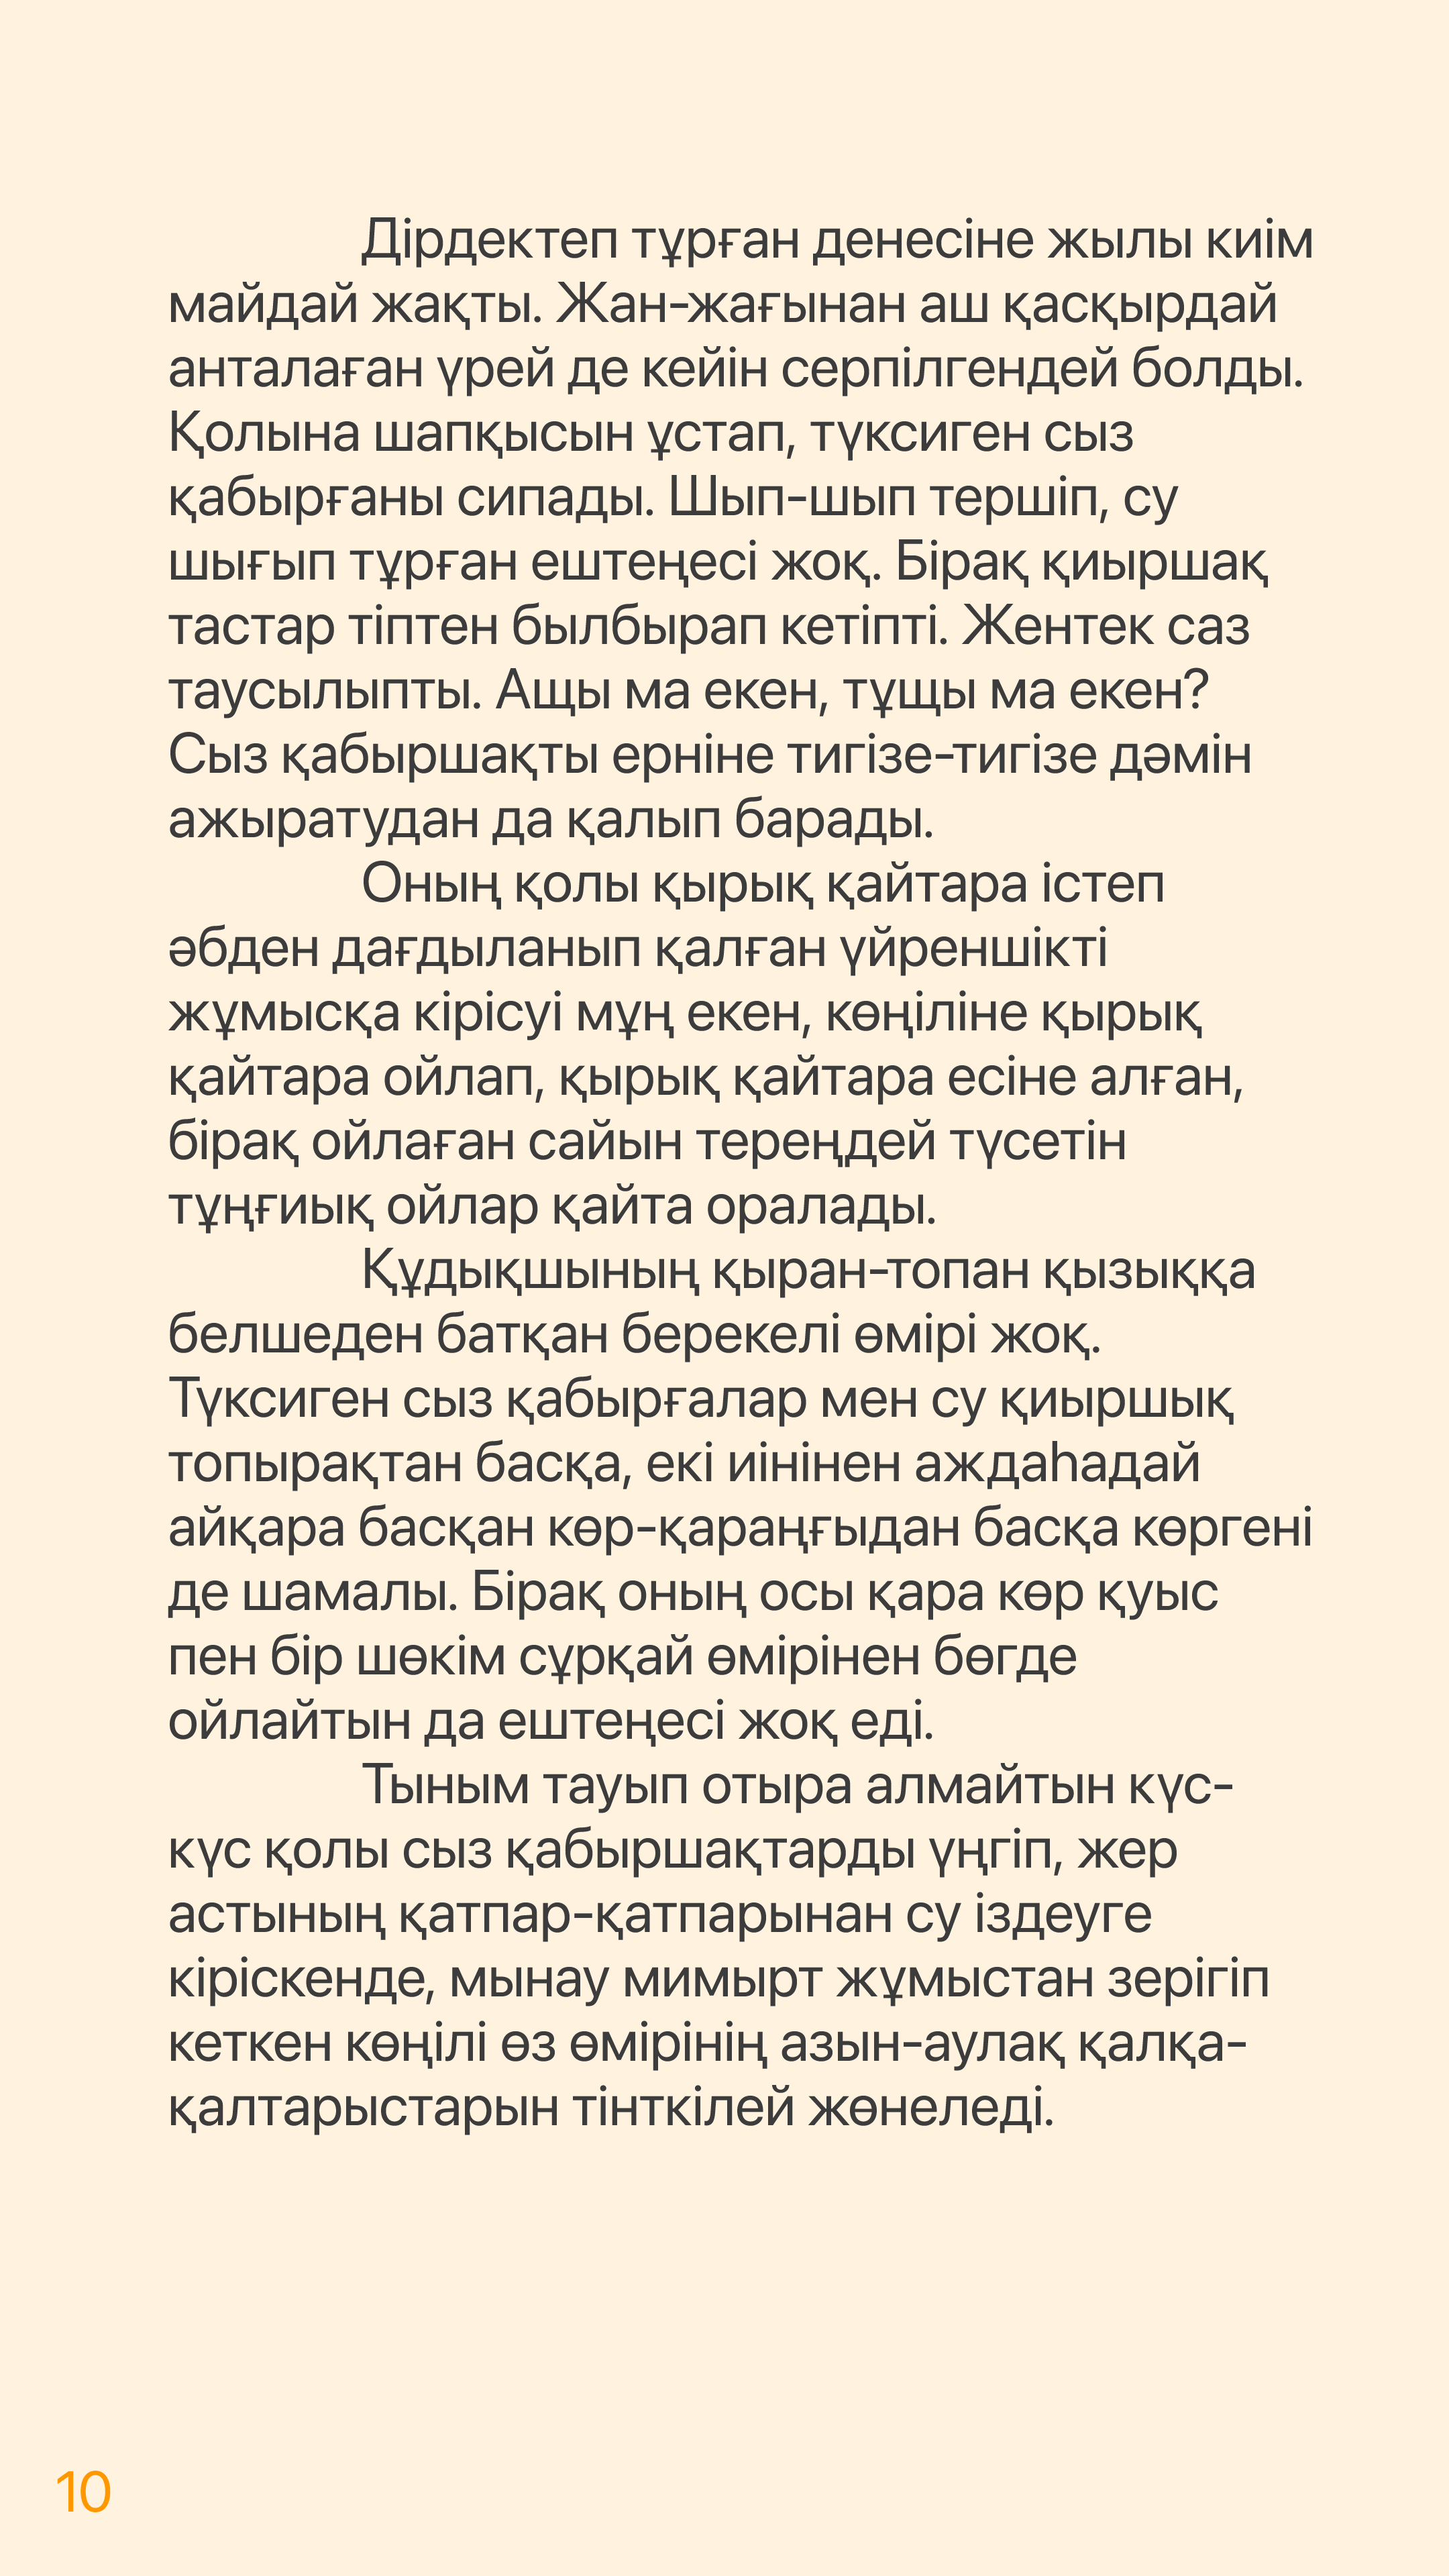 Дірдектеп тұрған денесіне жылы киім
майдай жақты. Жан-жағынан аш қасқырдай
анталаған үрей де кейін серпілгендей болды.
Қолына шапқысын ұстап, түксиген сыз
қабырғаны сипады. Шып-шып тершіп, су
шығып тұрған ештеңесі жоқ. Бірақ қиыршақ
тастар тіптен былбырап кетіпті. Жентек саз
таусылыпты. Ащы ма екен, тұщы ма екен?
Сыз қабыршақты ерніне тигізе-тигізе дәмін
ажыратудан да қалып барады.
Оның қолы қырық қайтара істеп
әбден дағдыланып қалған үйреншікті
жұмысқа кірісуі мұң екен, көңіліне қырық
қайтара ойлап, қырық қайтара есіне алған,
бірақ ойлаған сайын тереңдей түсетін
тұңғиық ойлар қайта оралады.
Құдықшының қыран-топан қызыққа
белшеден батқан берекелі өмірі жоқ.
Түксиген сыз қабырғалар мен су қиыршық
топырақтан басқа, екі иінінен аждаһадай
айқара басқан көр-қараңғыдан басқа көргені
де шамалы. Бірақ оның осы қара көр қуыс
пен бір шөкім сұрқай өмірінен бөгде
ойлайтын да ештеңесі жоқ еді.
Тыным тауып отыра алмайтын күс-
күс қолы сыз қабыршақтарды үңгіп, жер
астының қатпар-қатпарынан су іздеуге
кіріскенде, мынау мимырт жұмыстан зерігіп
кеткен көңілі өз өмірінің азын-аулақ қалқа-
қалтарыстарын тінткілей жөнеледі.
10